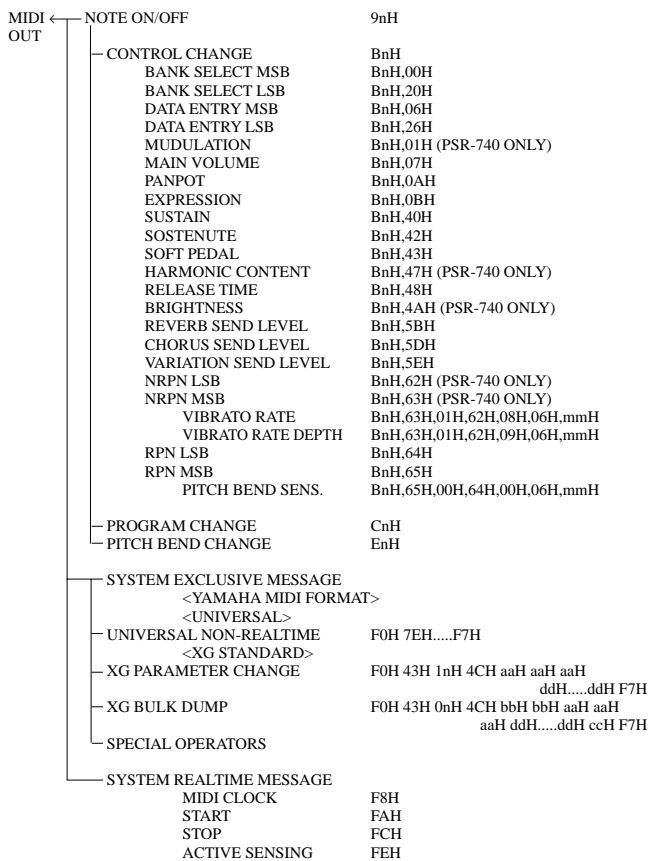 MIDI NOTE ON/OFF 9nH
OUT
CONTROL CHANGE BnH
BANK SELECT MSB BnH,00H
BANK SELECT LSB BnH,20H
DATA ENTRY MSB BnH,06H
DATA ENTRY LSB BnH,26H
MUDULATION BnH,01H (PSR-740 ONLY)
MAIN VOLUME BnH,07H
PANPOT BnH,0AH
EXPRESSION BnH,0BH
SUSTAIN BnH,40H
SOSTENUTE BnH,42H
SOFT PEDAL BnH,43H
HARMONIC CONTENT BnH,47H (PSR-740 ONLY)
RELEASE TIME BnH,48H
BRIGHTNESS BnH,4AH (PSR-740 ONLY)
REVERB SEND LEVEL BnH,5BH
CHORUS SEND LEVEL BnH,5DH
VARIATION SEND LEVEL BnH,5EH
NRPN LSB BnH,62H (PSR-740 ONLY)
NRPN MSB BnH,63H (PSR-740 ONLY)
VIBRATO RATE BnH,63H,01H,62H,08H,06H,mmH
VIBRATO RATE DEPTH BnH,63H,01H,62H,09H,06H,mmH
RPN LSB BnH,64H
RPN MSB BnH,65H
PITCH BEND SENS. BnH,65H,00H,64H,00H,06H,mmH
PROGRAM CHANGE CnH
PITCH BEND CHANGE EnH
SYSTEM EXCLUSIVE MESSAGE
<YAMAHA MIDI FORMAT>
<UNIVERSAL>
UNIVERSAL NON-REALTIME F0H 7EH.....F7H
<XG STANDARD>
XG PARAMETER CHANGE F0H 43H 1nH 4CH aaH aaH aaH
ddH.....ddH F7H
XG BULK DUMP F0H 43H 0nH 4CH bbH bbH aaH aaH
aaH ddH.....ddH ccH F7H
SPECIAL OPERATORS
SYSTEM REALTIME MESSAGE
MIDI CLOCK F8H
START FAH
STOP FCH
ACTIVE SENSING FEH